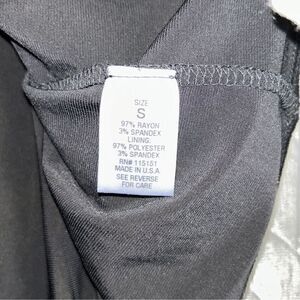 SIZE
S
97% RAYON
3% SPANDEX
LINING:
97% POLYESTER
3% SPANDEX
RN# 115151
MADE IN U.S.A
SEE REVERSE
FOR CARE